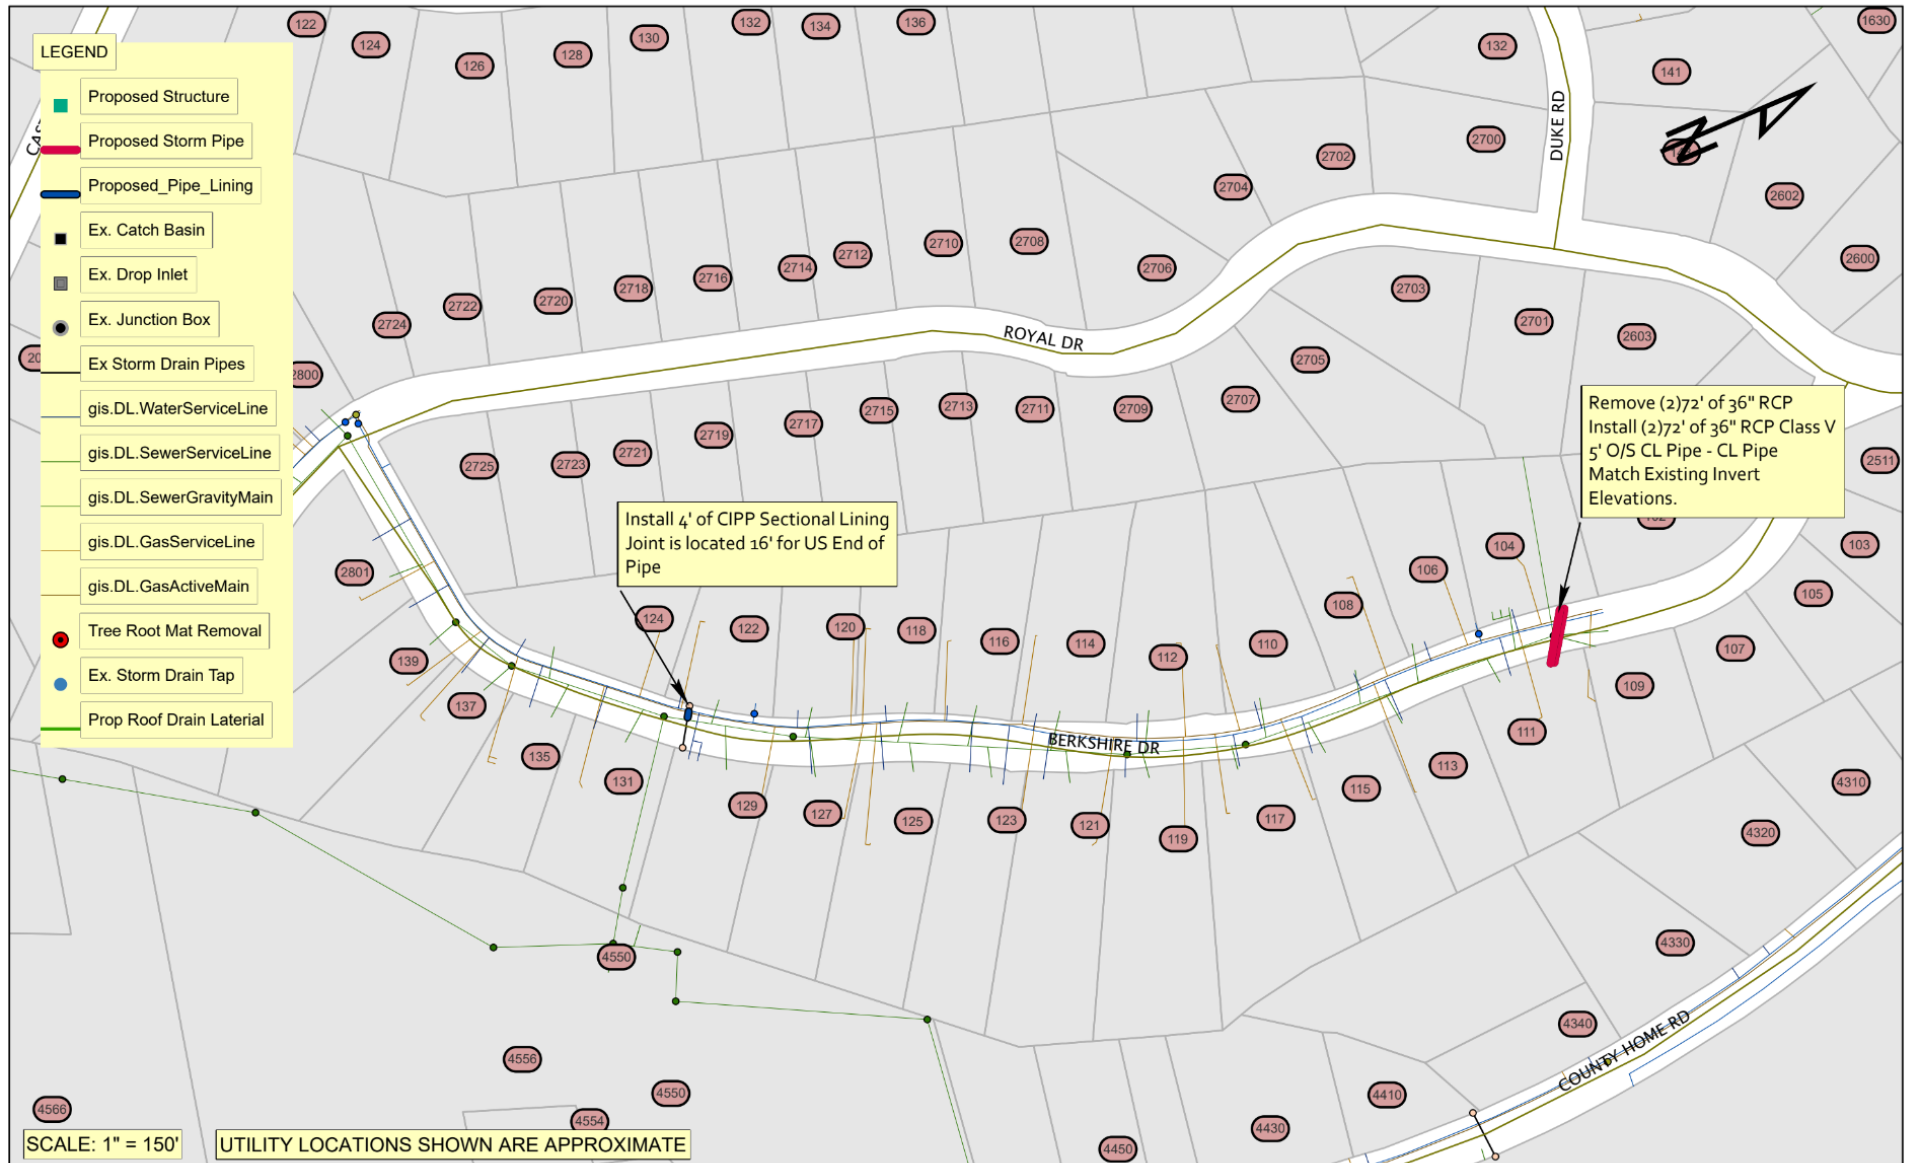 122
124
126
128
130
132
134
136
132
141
1630
LEGEND
Proposed Structure
Proposed Storm Pipe
Proposed_Pipe_Lining
Ex. Catch Basin
Ex. Drop Inlet
Ex. Junction Box
Ex Storm Drain Pipes
gis.DL.WaterServiceLine
gis.DL.SewerServiceLine
gis.DL.SewerGravityMain
gis.DL.GasServiceLine
gis.DL.GasActiveMain
Tree Root Mat Removal
Ex. Storm Drain Tap
Prop Roof Drain Laterial
DUKE RD
N
2700
2702
2704
2602
2600
2706
2708
2710
2712
2714
2716
2718
2720
2722
2724
2800
2703
2701
2603
ROYAL DR
2705
2707
2709
2711
2713
2715
2717
2719
2721
2723
2725
2511
Remove (2)72' of 36" RCP
Install (2)72' of 36" RCP Class V
5' O/S CL Pipe - CL Pipe
Match Existing Invert
Elevations.
Install 4' of CIPP Sectional Lining
Joint is located 16' for US End of
Pipe
2801
103
104
105
106
107
108
109
110
111
112
114
116
118
120
122
124
139
137
135
131
129
127
125
123
121
119
117
115
113
BERKSHIRE DR
4310
4320
4330
4340
COUNTY HOME RD
4550
4556
4550
4554
4566
4410
4430
4450
SCALE: 1" = 150'
UTILITY LOCATIONS SHOWN ARE APPROXIMATE